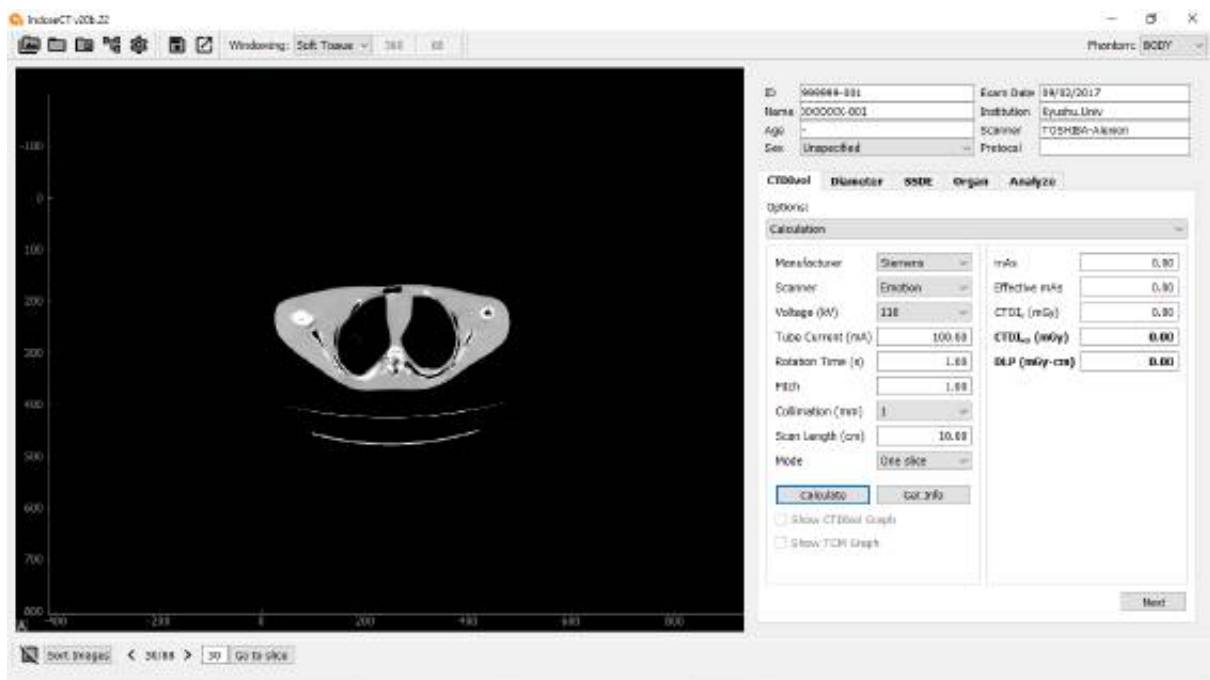 IndoseCT v20b.22
Windowing: Soft Tissue
Phantom: BODY
ID 999999-001 Exam Date 09/02/2017
Name XXXXXX-001 Institution Kyushu.Univ
Age - Scanner TOSHIBA-Alexion
Sex Unspecified Protocol
CTDIvol Diameter SSDE Organ Analyze
Options:
Calculation
Manufacturer Siemens mAs 0.00
Scanner Emotion Effective mAs 0.00
Voltage (kV) CTDI (mGy) 0.00
Tube Current (mA) 100.00 CTDI (mGy) 0.00
Rotation Time (s) 1.00 DLP (mGy-cm) 0.00
Pitch 1.00
Collimation (mm) 1
Scan Length (cm) 10.00
Mode One slice
Calculate Get Info
Show CTDIvol Graph
Show TCM Graph
Next
-100
0
100
200
300
400
500
600
700
800
-400 -200 0 200 400 600 800
Sort Images < 30/88 > 30 Go to slice